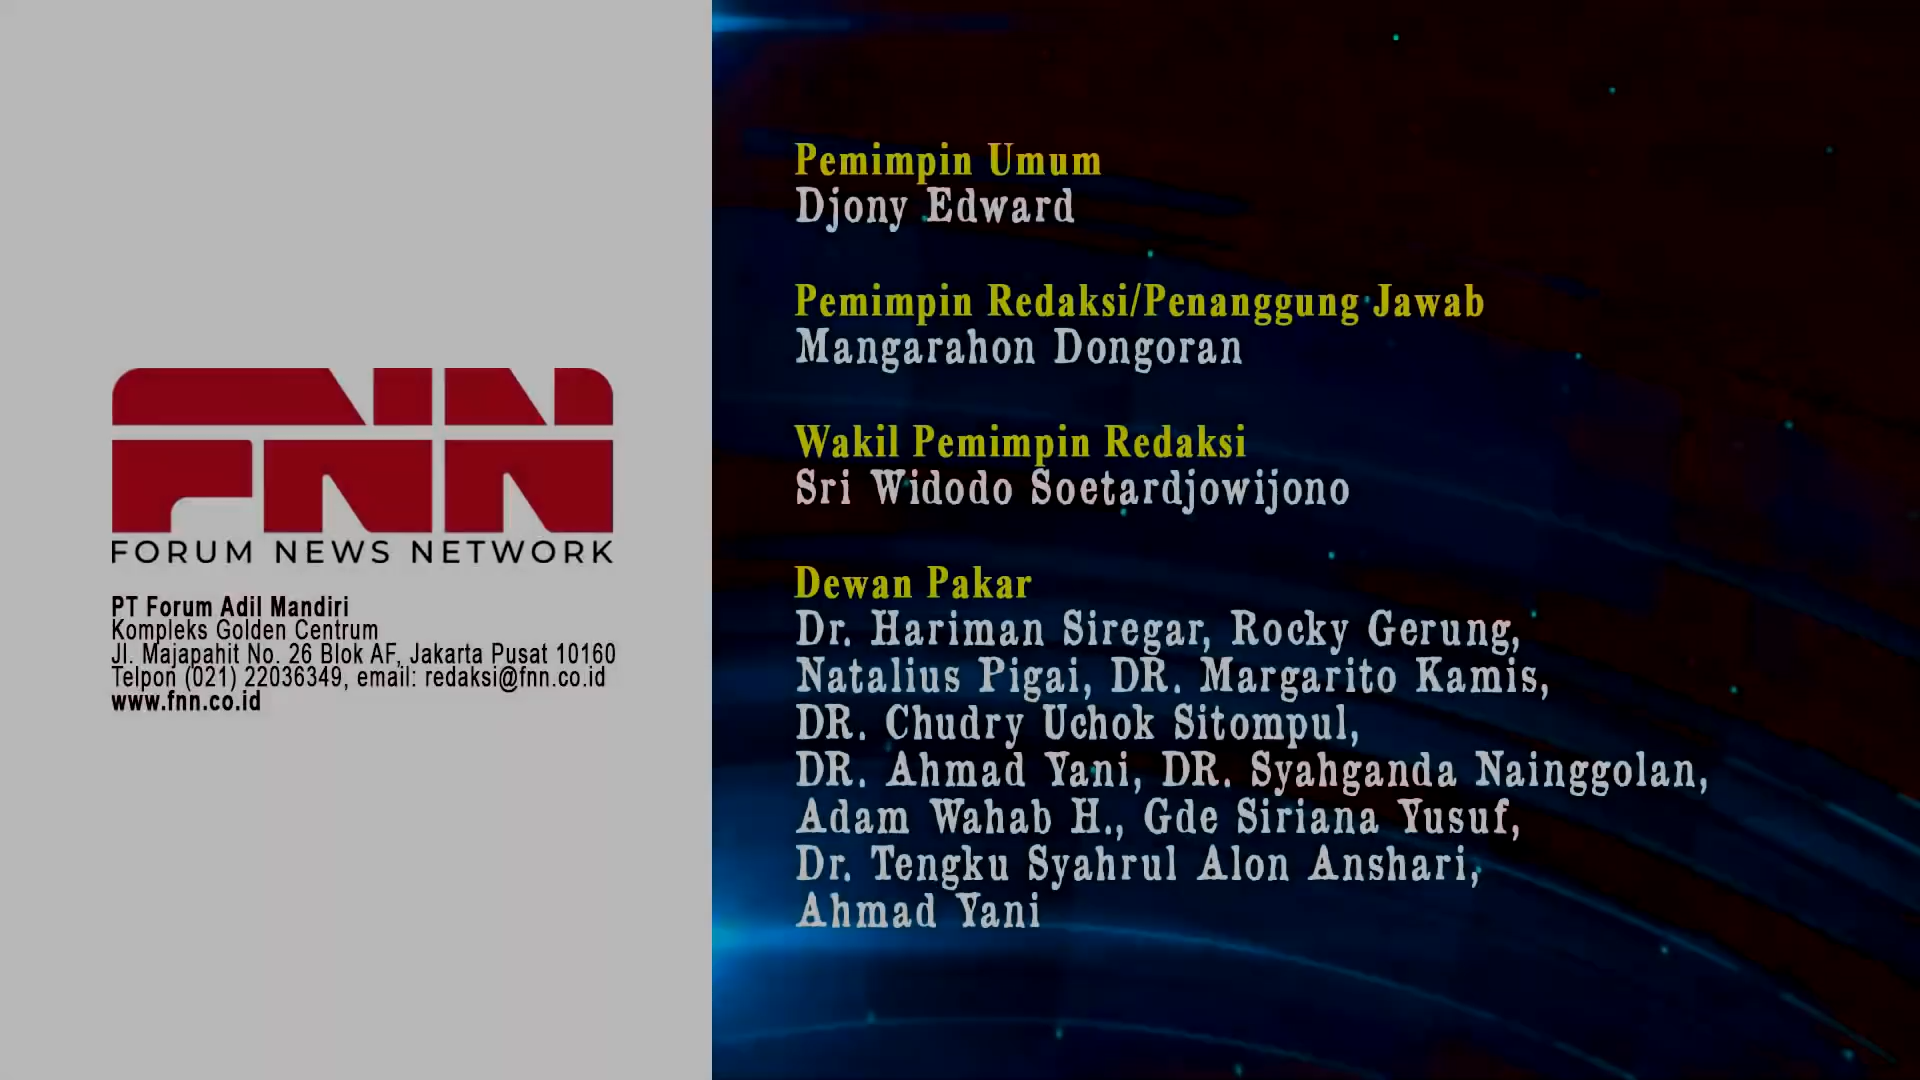 FNN
FORUM NEWS NETWORK
PT Forum Adil Mandiri
Kompleks Golden Centrum
Jl. Majapahit No. 26 Blok AF, Jakarta Pusat 10160
Telpon (021) 22036349, email: redaksi@fnn.co.id
www.fnn.co.id
Pemimpin Umum
Djony Edward
Pemimpin Redaksi/Penanggung Jawab
Mangarahon Dongoran
Wakil Pemimpin Redaksi
Sri Widodo Soetardjowijono
Dewan Pakar
Dr. Hariman Siregar, Rocky Gerung,
Natalius Pigai, DR. Margarito Kamis,
DR. Chudry Uchok Sitompul,
DR. Ahmad Yani, DR. Syahganda Nainggolan,
Adam Wahab H., Gde Siriana Yusuf,
Dr. Tengku Syahrul Alon Anshari,
Ahmad Yani